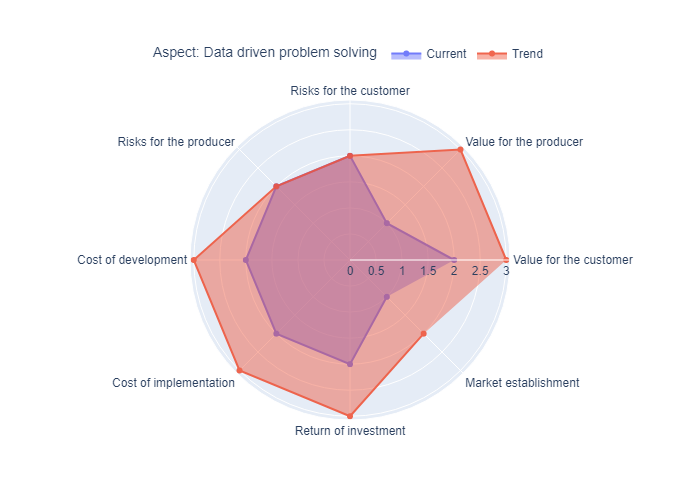 Aspect: Data driven problem solving
Current
Trend
Risks for the customer
Risks for the producer
Value for the producer
Cost of development
Value for the customer
0 0.5 1 1.5 2 2.5 3
Cost of implementation
Market establishment
Return of investment